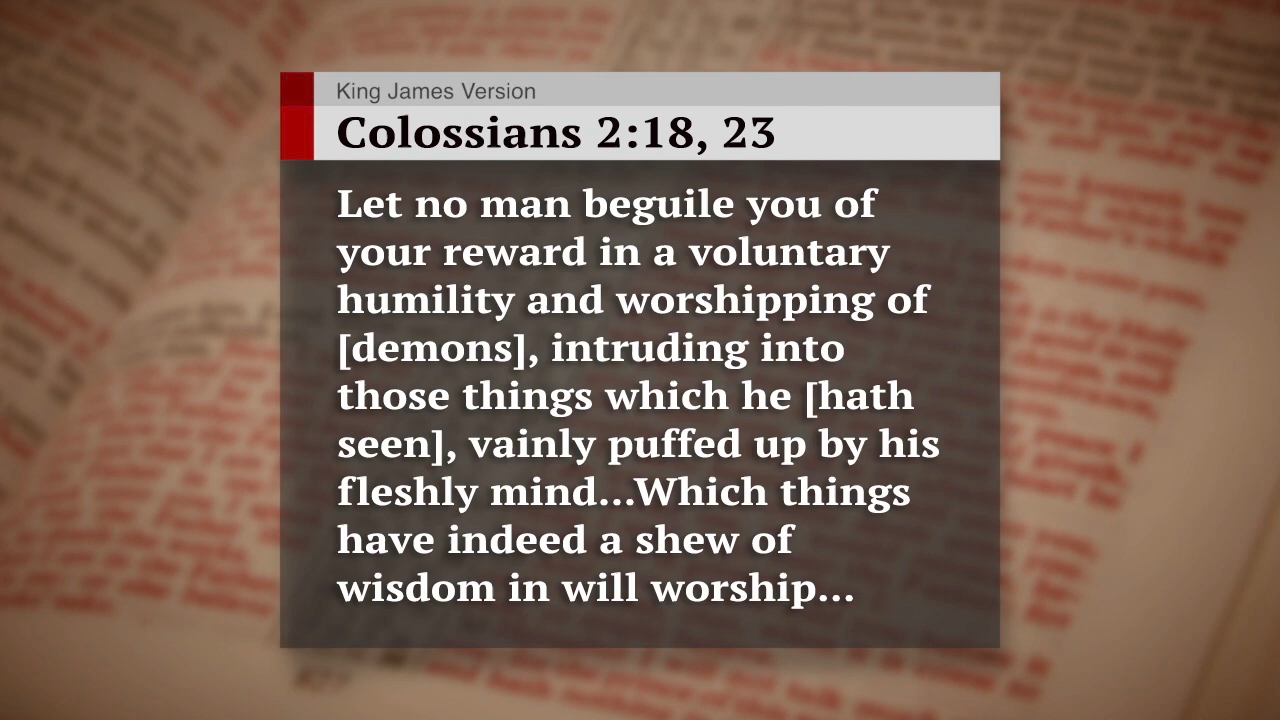 King James Version
Colossians 2:18, 23
Let no man beguile you of
your reward in a voluntary
humility and worshipping of
[demons], intruding into
those things which he [hath
seen], vainly puffed up by his
fleshly mind...Which things
have indeed a shew of
wisdom in will worship...